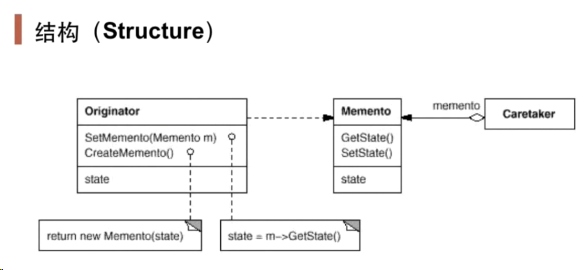 结构（Structure）
Originator
SetMemento(Memento m)
CreateMemento()
state
Memento
GetState()
SetState()
state
memento
Caretaker
return new Memento(state)
state = m->GetState()